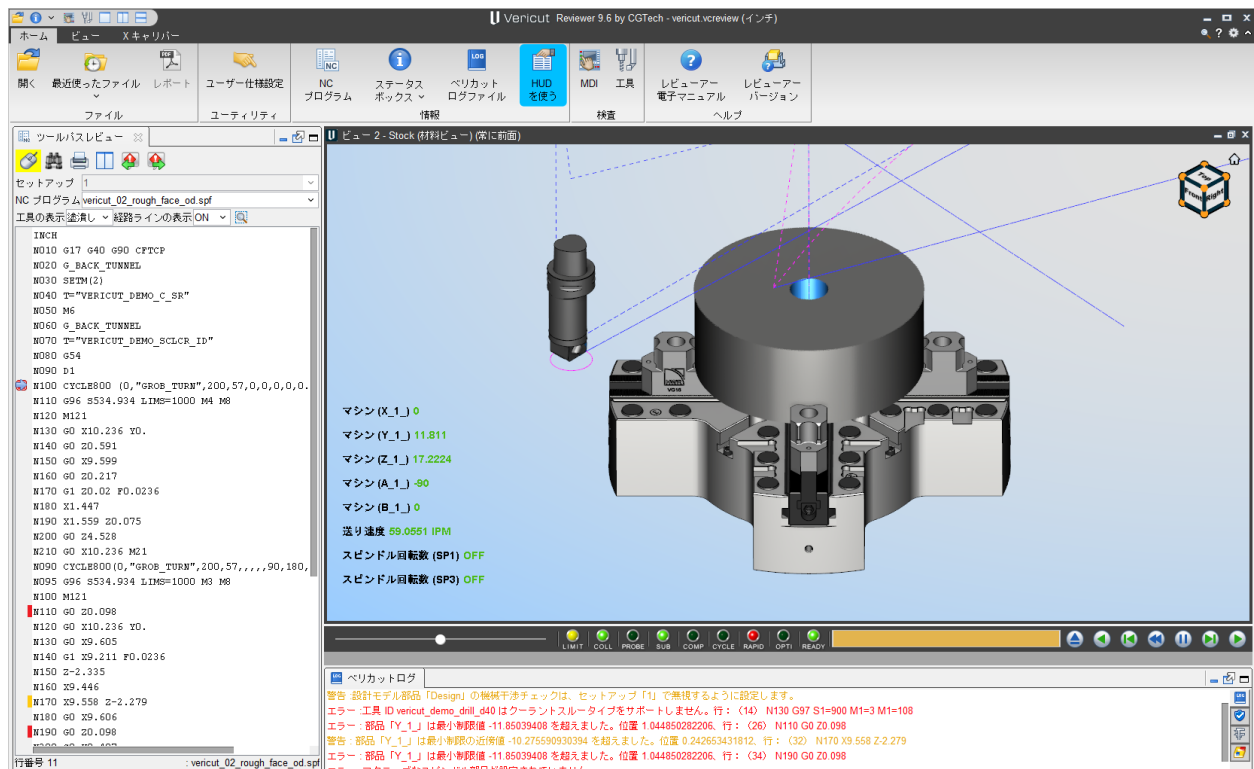 Vericut Reviewer 9.6 by CGTech - vericut.vcreview (インチ)
ホーム ビュー Xキャリパー
開く
最近使ったファイル
レポート
ユーザー仕様設定
NC プログラム
ステータス ボックス
ベリカット ログファイル
HUD を使う
MDI
工具
レビューアー 電子マニュアル
レビューアー バージョン
ファイル
ユーティリティ
情報
検査
ヘルプ
ツールパスレビュー
セットアップ 1
NC プログラム vericut_02_rough_face_od.spf
工具の表示 塗潰し 経路ラインの表示 ON
INCH
N010 G17 G40 G90 CFTCP
N020 G_BACK_TUNNEL
N030 SETM(2)
N040 T="VERICUT_DEMO_C_SR"
N050 M6
N060 G_BACK_TUNNEL
N070 T="VERICUT_DEMO_SCLCR_ID"
N080 G54
N090 D1
N100 CYCLE800 (0,"GROB_TURN",200,57,0,0,0,0,0.
N110 G96 S534.934 LIMS=1000 M4 M8
N120 M121
N130 G0 X10.236 Y0.
N140 G0 Z0.591
N150 G0 X9.599
N160 G0 Z0.217
N170 G1 Z0.02 F0.0236
N180 X1.447
N190 X1.559 Z0.075
N200 G0 Z4.528
N210 G0 X10.236 M21
N090 CYCLE800(0,"GROB_TURN",200,57,,,,,90,180,
N095 G96 S534.934 LIMS=1000 M3 M8
N100 M121
N110 G0 Z0.098
N120 G0 X10.236 Y0.
N130 G0 X9.605
N140 G1 X9.211 F0.0236
N150 Z-2.335
N160 X9.446
N170 X9.558 Z-2.279
N180 G0 X9.606
N190 G0 Z0.098
行番号 11 : vericut_02_rough_face_od.spf
ビュー 2 - Stock (材料ビュー) (常に前面)
Top
Front
Right
マシン (X_1_) 0
マシン (Y_1_) 11.811
マシン (Z_1_) 17.2224
マシン (A_1_) -90
マシン (B_1_) 0
送り速度 59.0551 IPM
スピンドル回転数 (SP1) OFF
スピンドル回転数 (SP3) OFF
LIMIT COLL PROBE SUB COMP CYCLE RAPID OPTI READY
ベリカットログ
警告 :設計モデル部品「Design」の機械干渉チェックは、セットアップ「1」で無視するように設定します。
エラー :工具 ID vericut_demo_drill_d40 はクーラントスルータイプをサポートしません。行: (14) N130 G97 S1=900 M1=3 M1=108
エラー : 部品「Y_1_」は最小制限値 -11.85039408 を超えました。位置 1.044850282206、行: (26) N110 G0 Z0.098
警告 : 部品「Y_1_」は最小制限の近傍値 -10.275590930394 を超えました。位置 0.242653431812、行: (32) N170 X9.558 Z-2.279
エラー : 部品「Y_1_」は最小制限値 -11.85039408 を超えました。位置 1.044850282206、行: (34) N190 G0 Z0.098